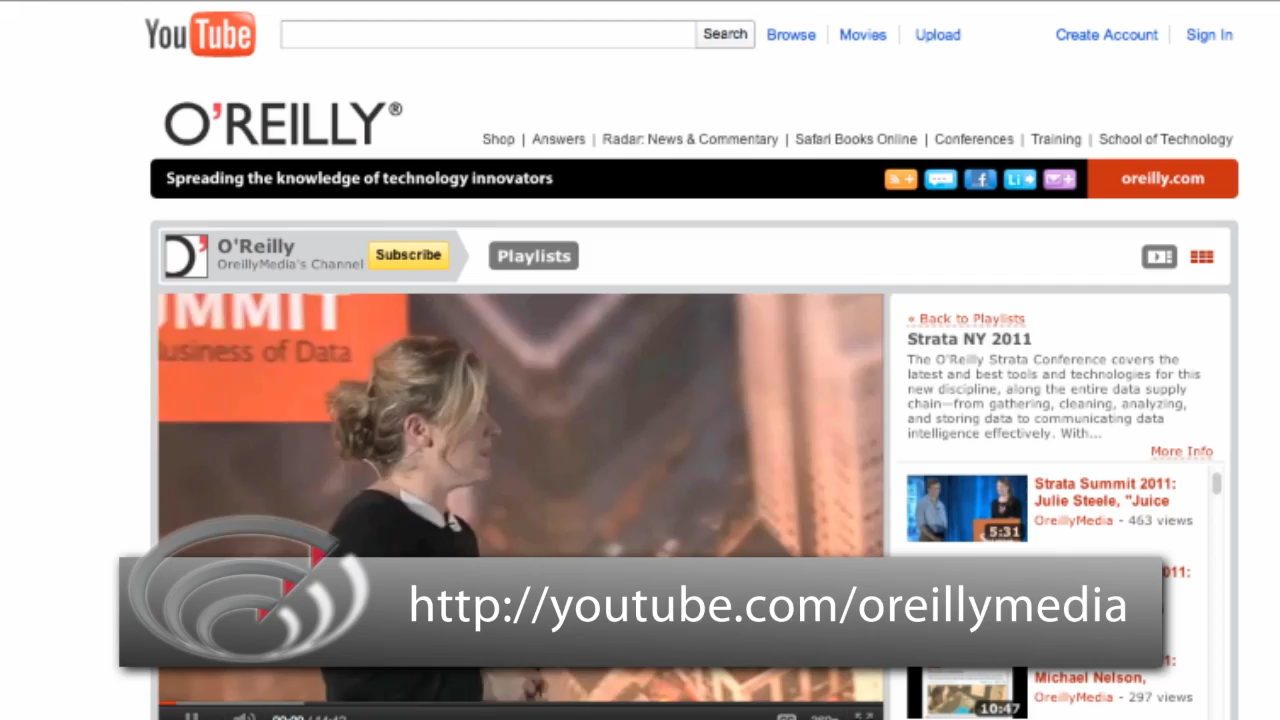 YouTube
Search
Browse
Movies
Upload
Create Account
Sign In
O'REILLY®
Shop | Answers | Radar: News & Commentary | Safari Books Online | Conferences | Training | School of Technology
Spreading the knowledge of technology innovators
Li
oreilly.com
O'Reilly
OreillyMedia's Channel
Subscribe
Playlists
UMMIT
usiness of Data
« Back to Playlists
Strata NY 2011
The O'Reilly Strata Conference covers the
latest and best tools and technologies for this
new discipline, along the entire data supply
chain—from gathering, cleaning, analyzing,
and storing data to communicating data
intelligence effectively. With...
More Info
Strata Summit 2011:
Julie Steele, "Juice
OreillyMedia - 463 views
5:31
011:
http://youtube.com/oreillymedia
1:
Michael Nelson,
OreillyMedia - 297 views
10:47